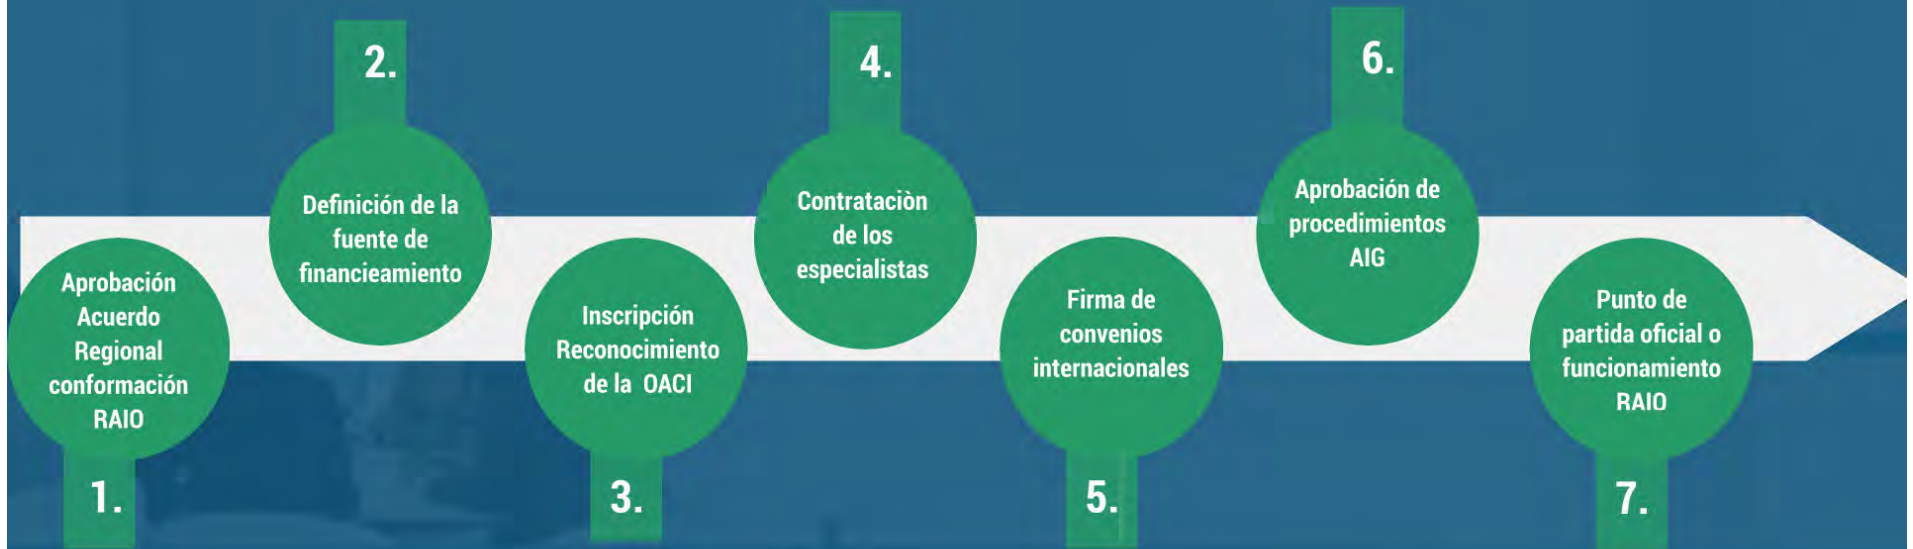 1.
Aprobación
Acuerdo
Regional
conformación
RAIO
2.
Definición de la
fuente de
financieamiento
3.
Inscripción
Reconocimiento
de la OACI
4.
Contrataciòn
de los
especialistas
5.
Firma de
convenios
internacionales
6.
Aprobación de
procedimientos
AIG
7.
Punto de
partida oficial o
funcionamiento
RAIO